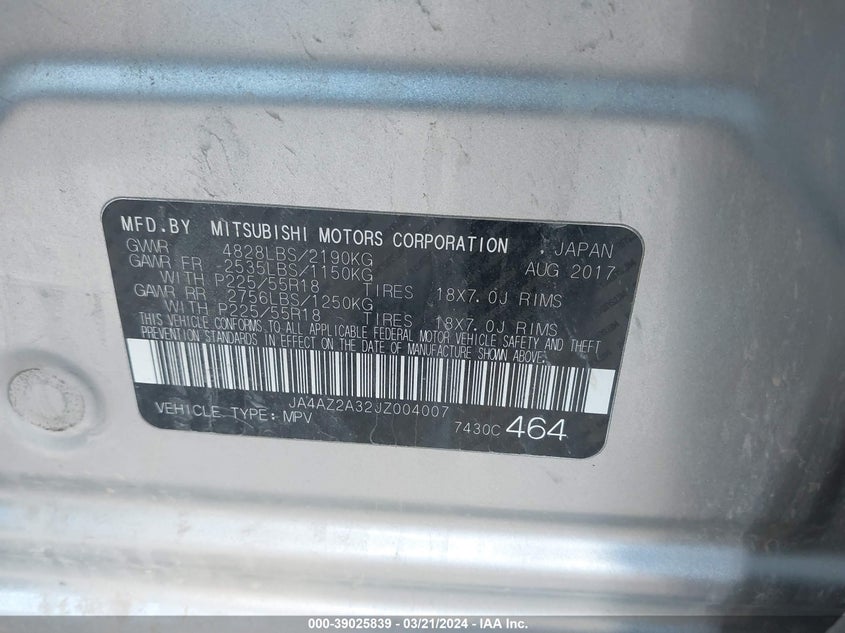 MFD.BY MITSUBISHI MOTORS CORPORATION , JAPAN
GVWR 4828LBS/2190KG AUG 2017
GAWR FR 2535LBS/1150KG
WITH P225/55R18 TIRES 18X7.0J RIMS
GAWR RR 2756LBS/1250KG
WITH P225/55R18 TIRES 18X7.0J RIMS
THIS VEHICLE CONFORMS TO ALL APPLICABLE FEDERAL MOTOR VEHICLE SAFETY AND THEFT
PREVENTION STANDARDS IN EFFECT ON THE DATE OF MANUFACTURE SHOWN ABOVE.
JA4AZ2A32JZ004007
VEHICLE TYPE: MPV 7430C 464
000-39025839 — 03/21/2024 — © IAA Inc.